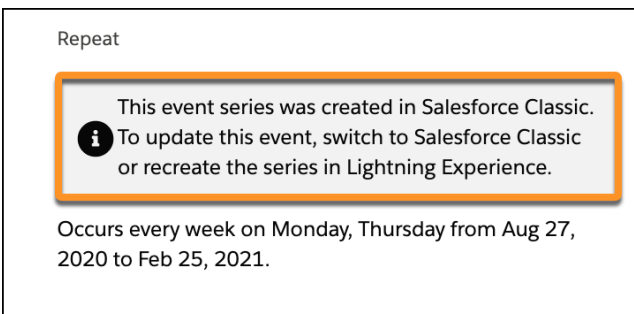 Repeat
This event series was created in Salesforce Classic.
To update this event, switch to Salesforce Classic
or recreate the series in Lightning Experience.
Occurs every week on Monday, Thursday from Aug 27,
2020 to Feb 25, 2021.